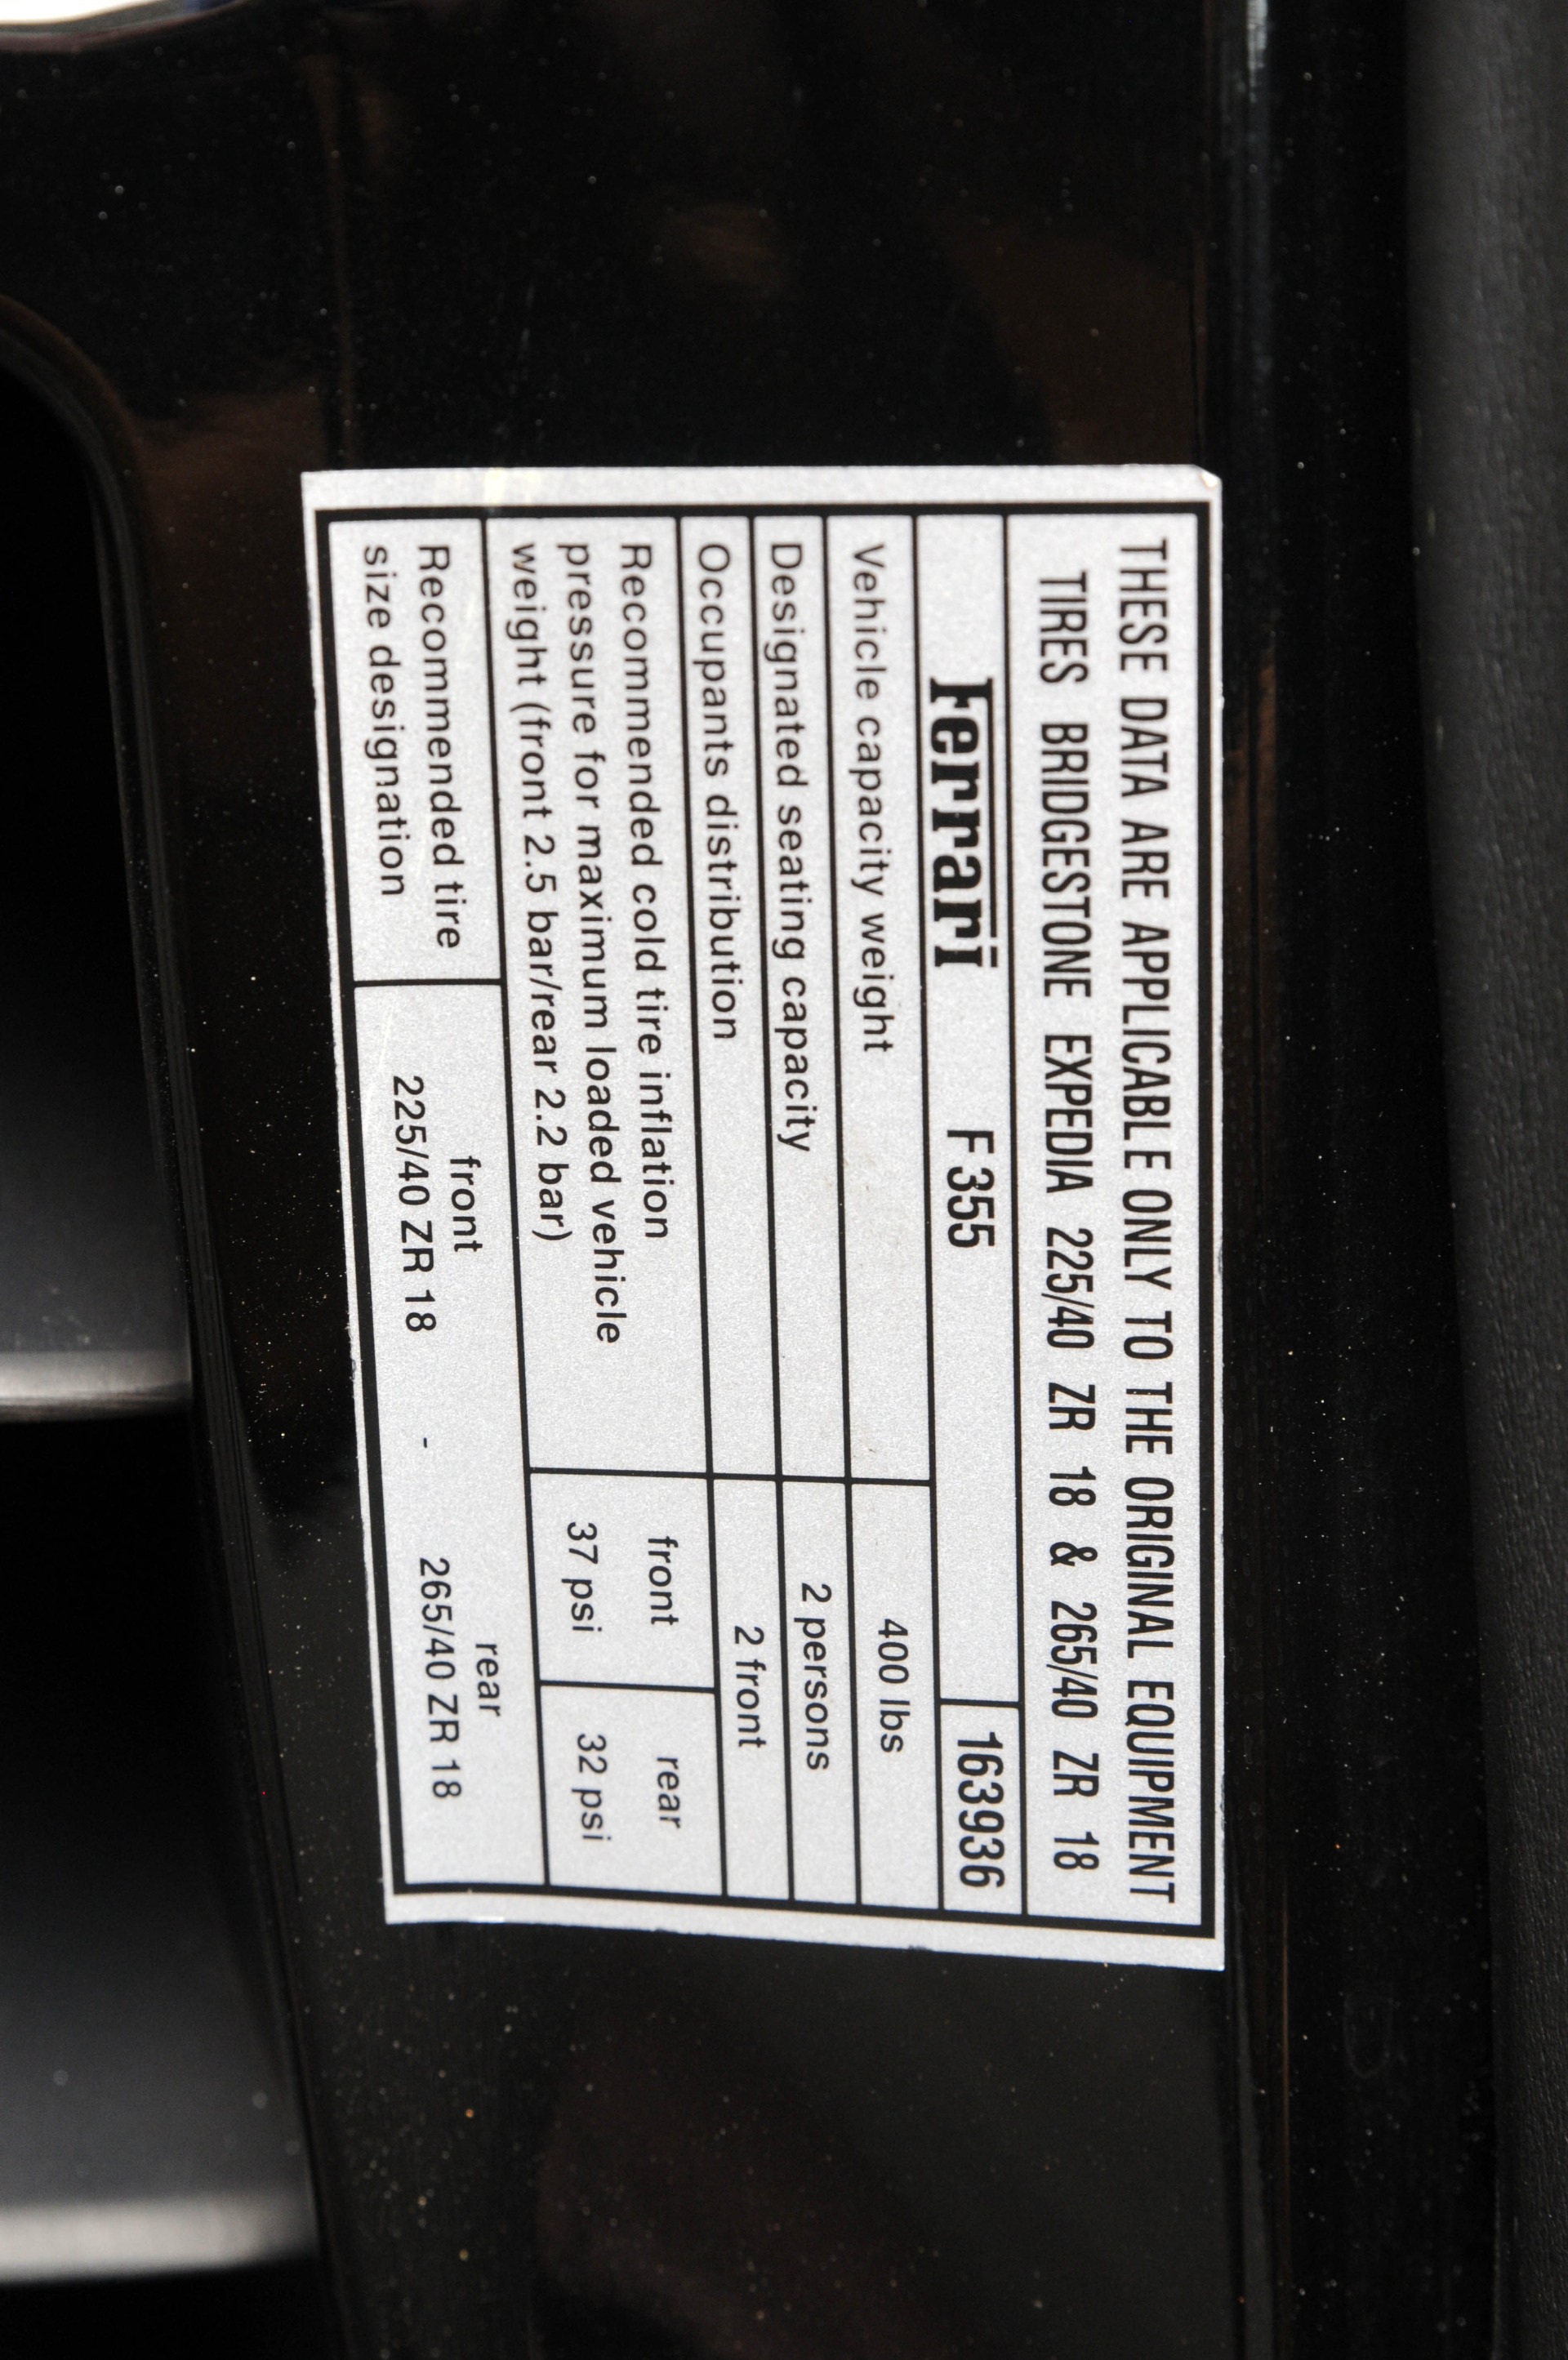 THESE DATA ARE APPLICABLE ONLY TO THE ORIGINAL EQUIPMENT
TIRES BRIDGESTONE EXPEDIA 225/40 ZR 18 & 265/40 ZR 18
Ferrari F 355 163936
Vehicle capacity weight 400 lbs
Designated seating capacity 2 persons
Occupants distribution 2 front
Recommended cold tire inflation
pressure for maximum loaded vehicle
weight (front 2.5 bar/rear 2.2 bar)
front rear
37 psi 32 psi
Recommended tire
size designation
front rear
225/40 ZR 18 - 265/40 ZR 18